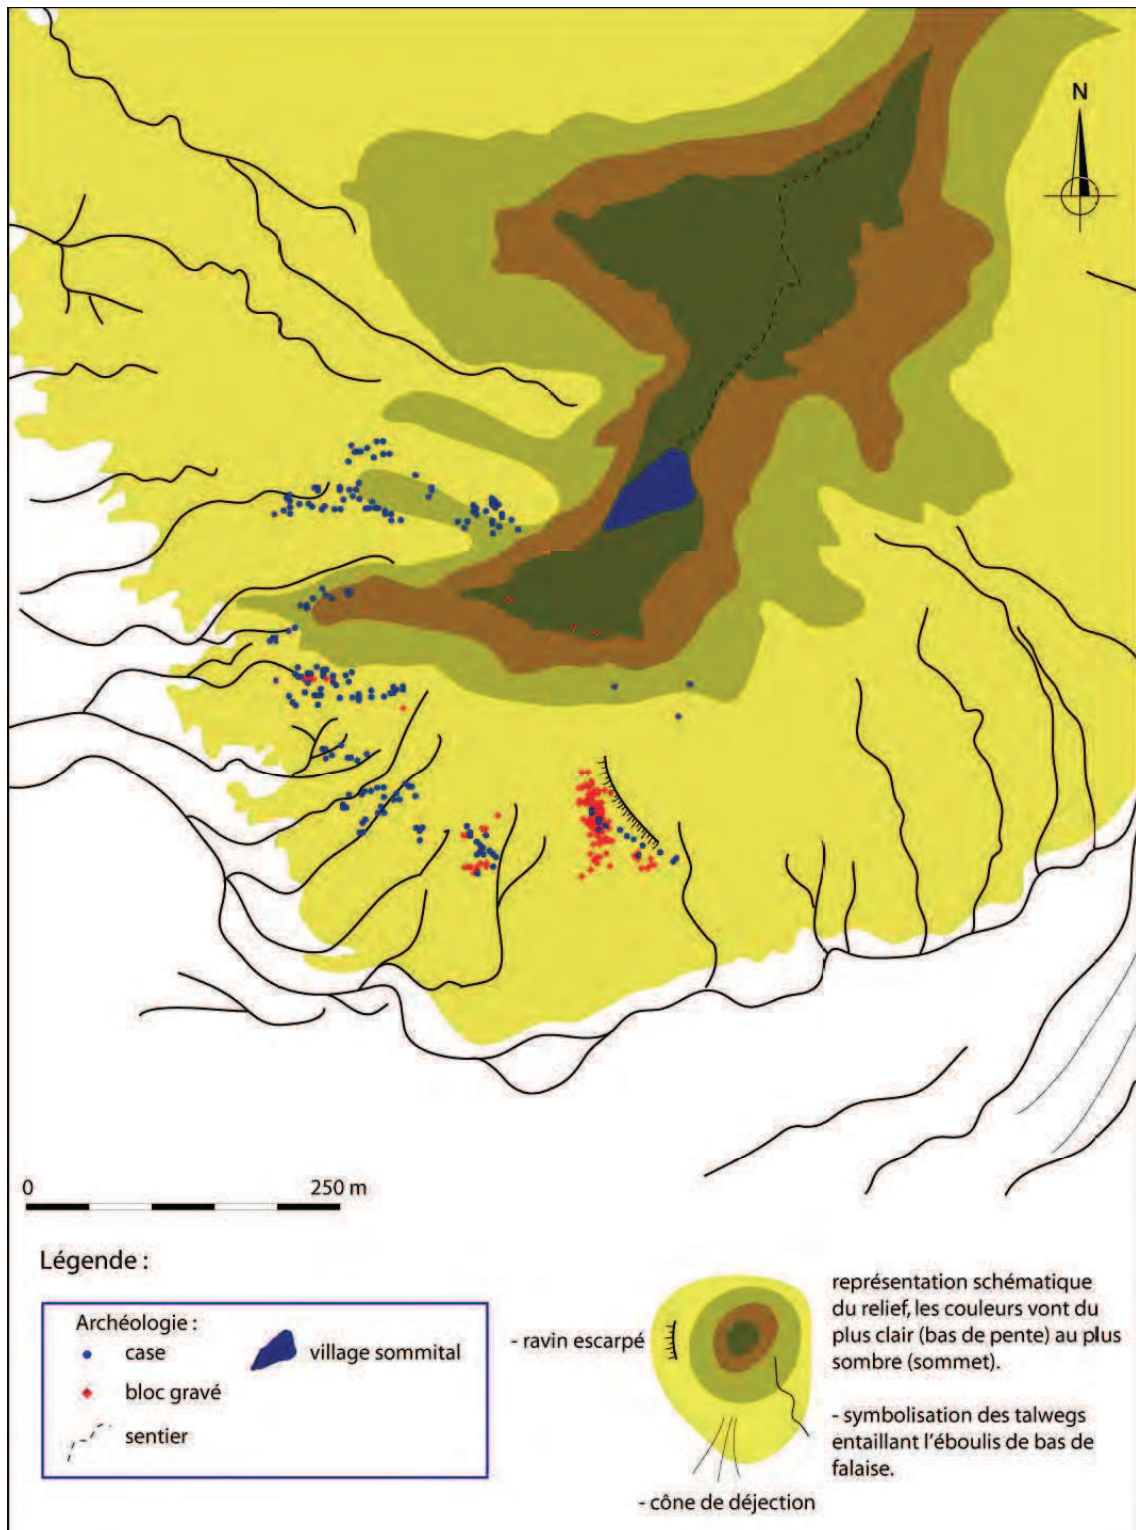 N
0 250 m
Légende :
Archéologie :
case
bloc gravé
sentier
village sommital
- ravin escarpé
- cône de déjection
représentation schématique
du relief, les couleurs vont du
plus clair (bas de pente) au plus
sombre (sommet).
- symbolisation des talwegs
entaillant l'éboulis de bas de
falaise.